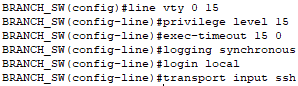 BRANCH_SW(config)#line vty 0 15
BRANCH_SW(config-line)#privilege level 15
BRANCH_SW(config-line)#exec-timeout 15 0
BRANCH_SW(config-line)#logging synchronous
BRANCH_SW(config-line)#login local
BRANCH_SW(config-line)#transport input ssh